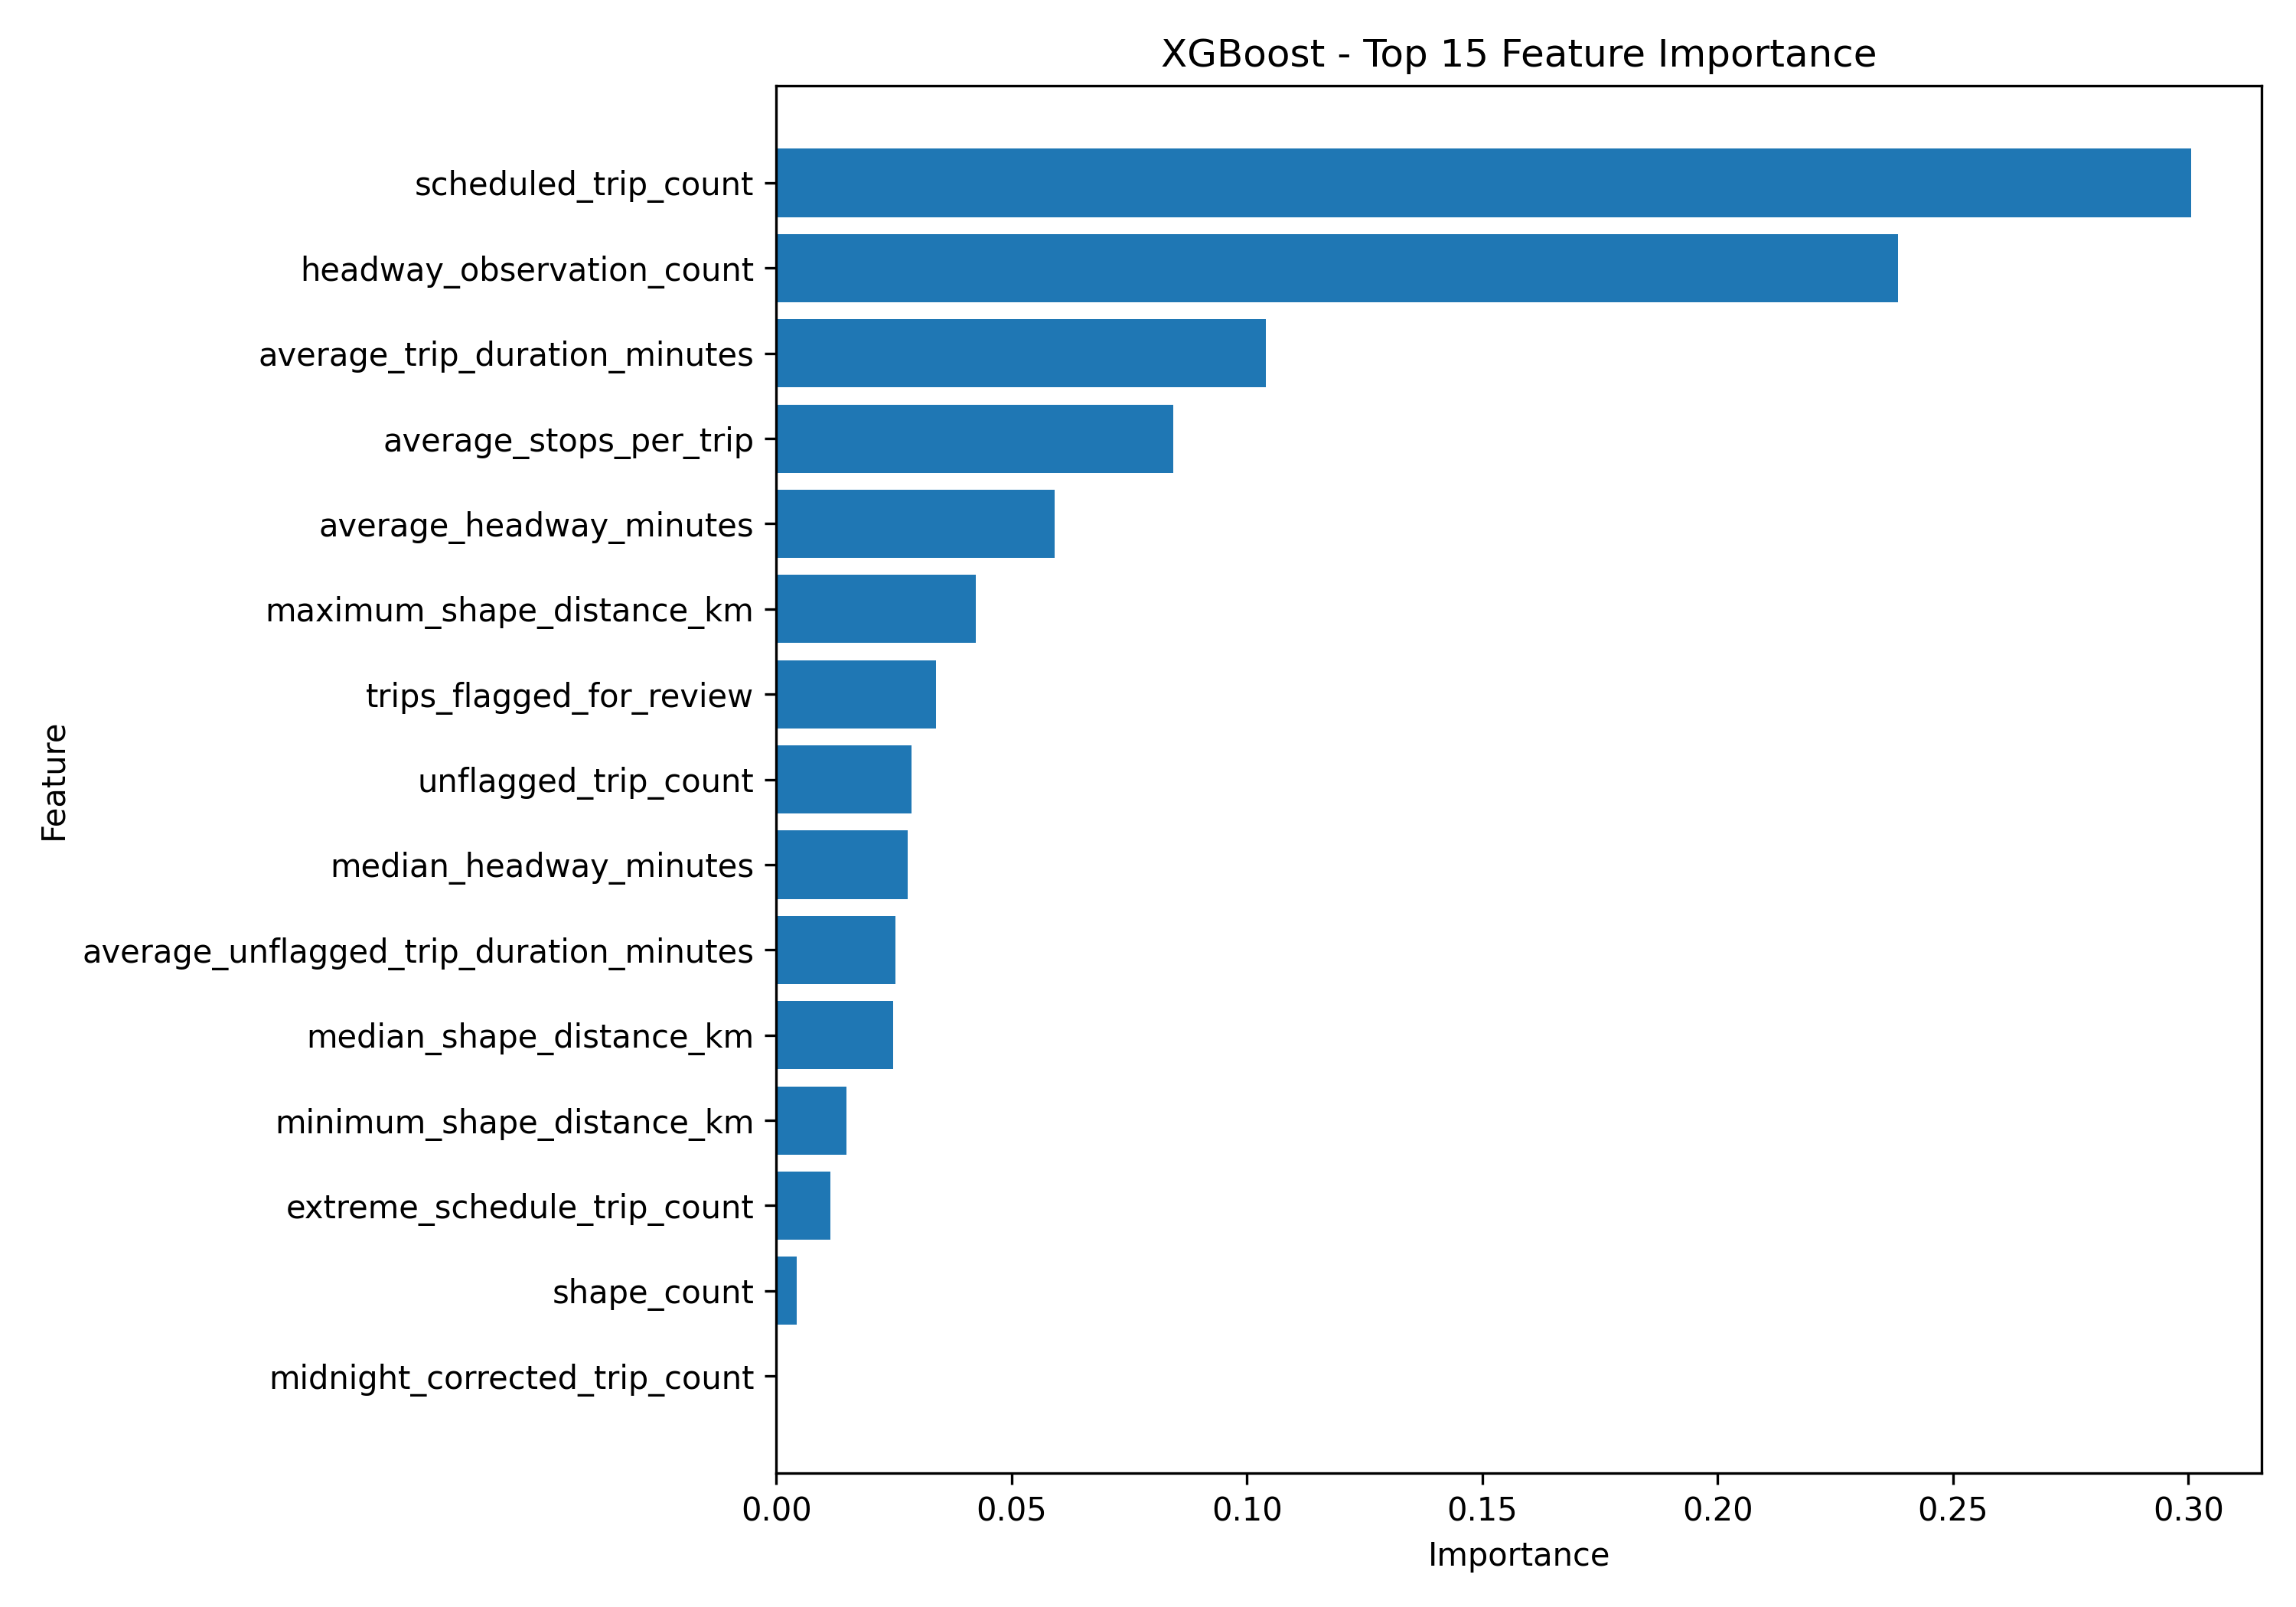 XGBoost - Top 15 Feature Importance
Feature
scheduled_trip_count
headway_observation_count
average_trip_duration_minutes
average_stops_per_trip
average_headway_minutes
maximum_shape_distance_km
trips_flagged_for_review
unflagged_trip_count
median_headway_minutes
average_unflagged_trip_duration_minutes
median_shape_distance_km
minimum_shape_distance_km
extreme_schedule_trip_count
shape_count
midnight_corrected_trip_count
0.00 0.05 0.10 0.15 0.20 0.25 0.30
Importance